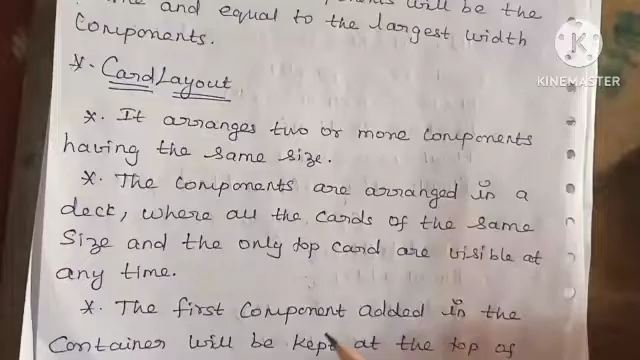 and equal to the largest width
components.
*. CardLayout
*. It arranges two or more components
having the same size.
*. The components are arranged in a
deck, where all the cards of the same
size and the only top card are visible at
any time.
*. The first component added in the
container will be kept at the top of
KINEMASTER